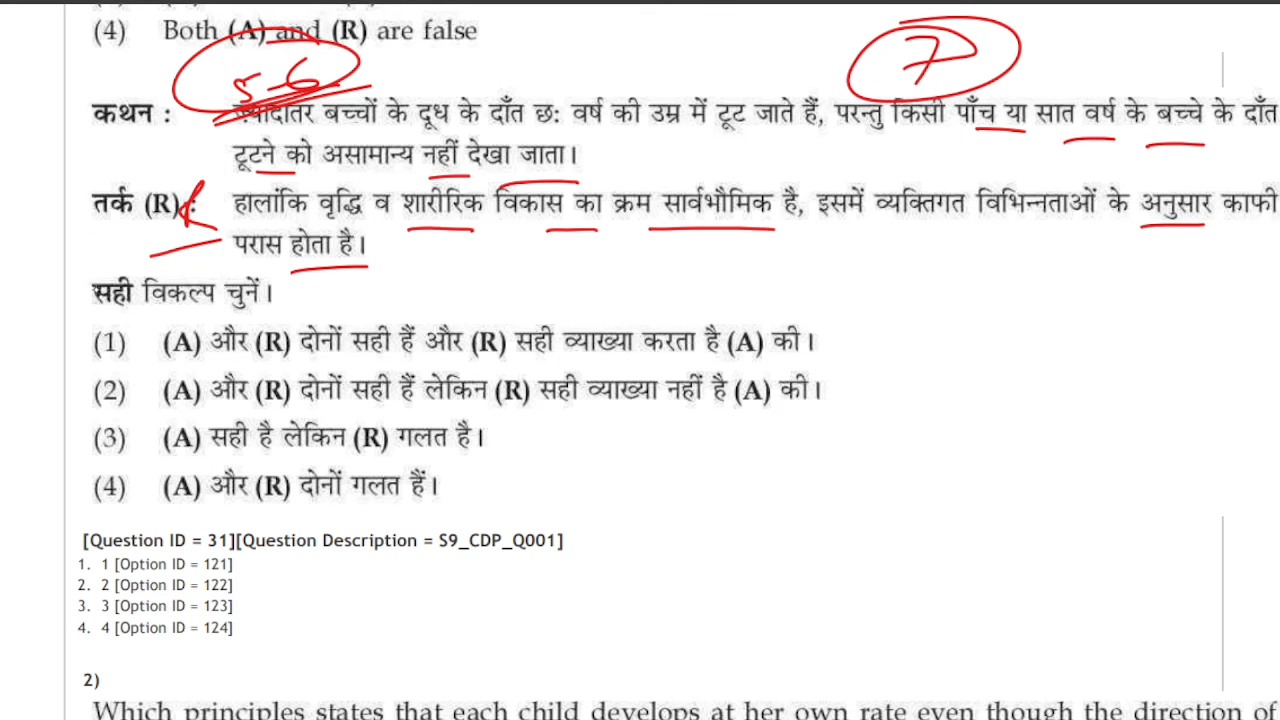 (4) Both (A) and (R) are false
5-6
7
कथन : ज्यादातर बच्चों के दूध के दाँत छः वर्ष की उम्र में टूट जाते हैं, परन्तु किसी पाँच या सात वर्ष के बच्चे के दाँत
टूटने को असामान्य नहीं देखा जाता।
तर्क (R) : हालांकि वृद्धि व शारीरिक विकास का क्रम सार्वभौमिक है, इसमें व्यक्तिगत विभिन्नताओं के अनुसार काफी
परास होता है।
सही विकल्प चुनें।
(1) (A) और (R) दोनों सही हैं और (R) सही व्याख्या करता है (A) की।
(2) (A) और (R) दोनों सही हैं लेकिन (R) सही व्याख्या नहीं है (A) की।
(3) (A) सही है लेकिन (R) गलत है।
(4) (A) और (R) दोनों गलत हैं।
[Question ID = 31][Question Description = S9_CDP_Q001]
1. 1 [Option ID = 121]
2. 2 [Option ID = 122]
3. 3 [Option ID = 123]
4. 4 [Option ID = 124]
2)
Which principles states that each child develops at her own rate even though the direction of